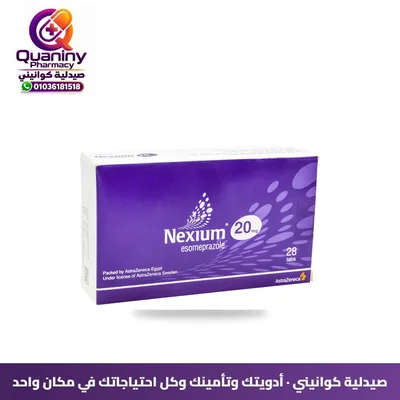 Quaniny
Pharmacy
صيدلية كوانيني
01036181518
Nexium®
esomeprazole
20mg
28
tabs
Packed by AstraZeneca Egypt
Under license of AstraZeneca Sweden
AstraZeneca
صيدلية كوانيني - أدويتك وتأمينك وكل احتياجاتك في مكان واحد